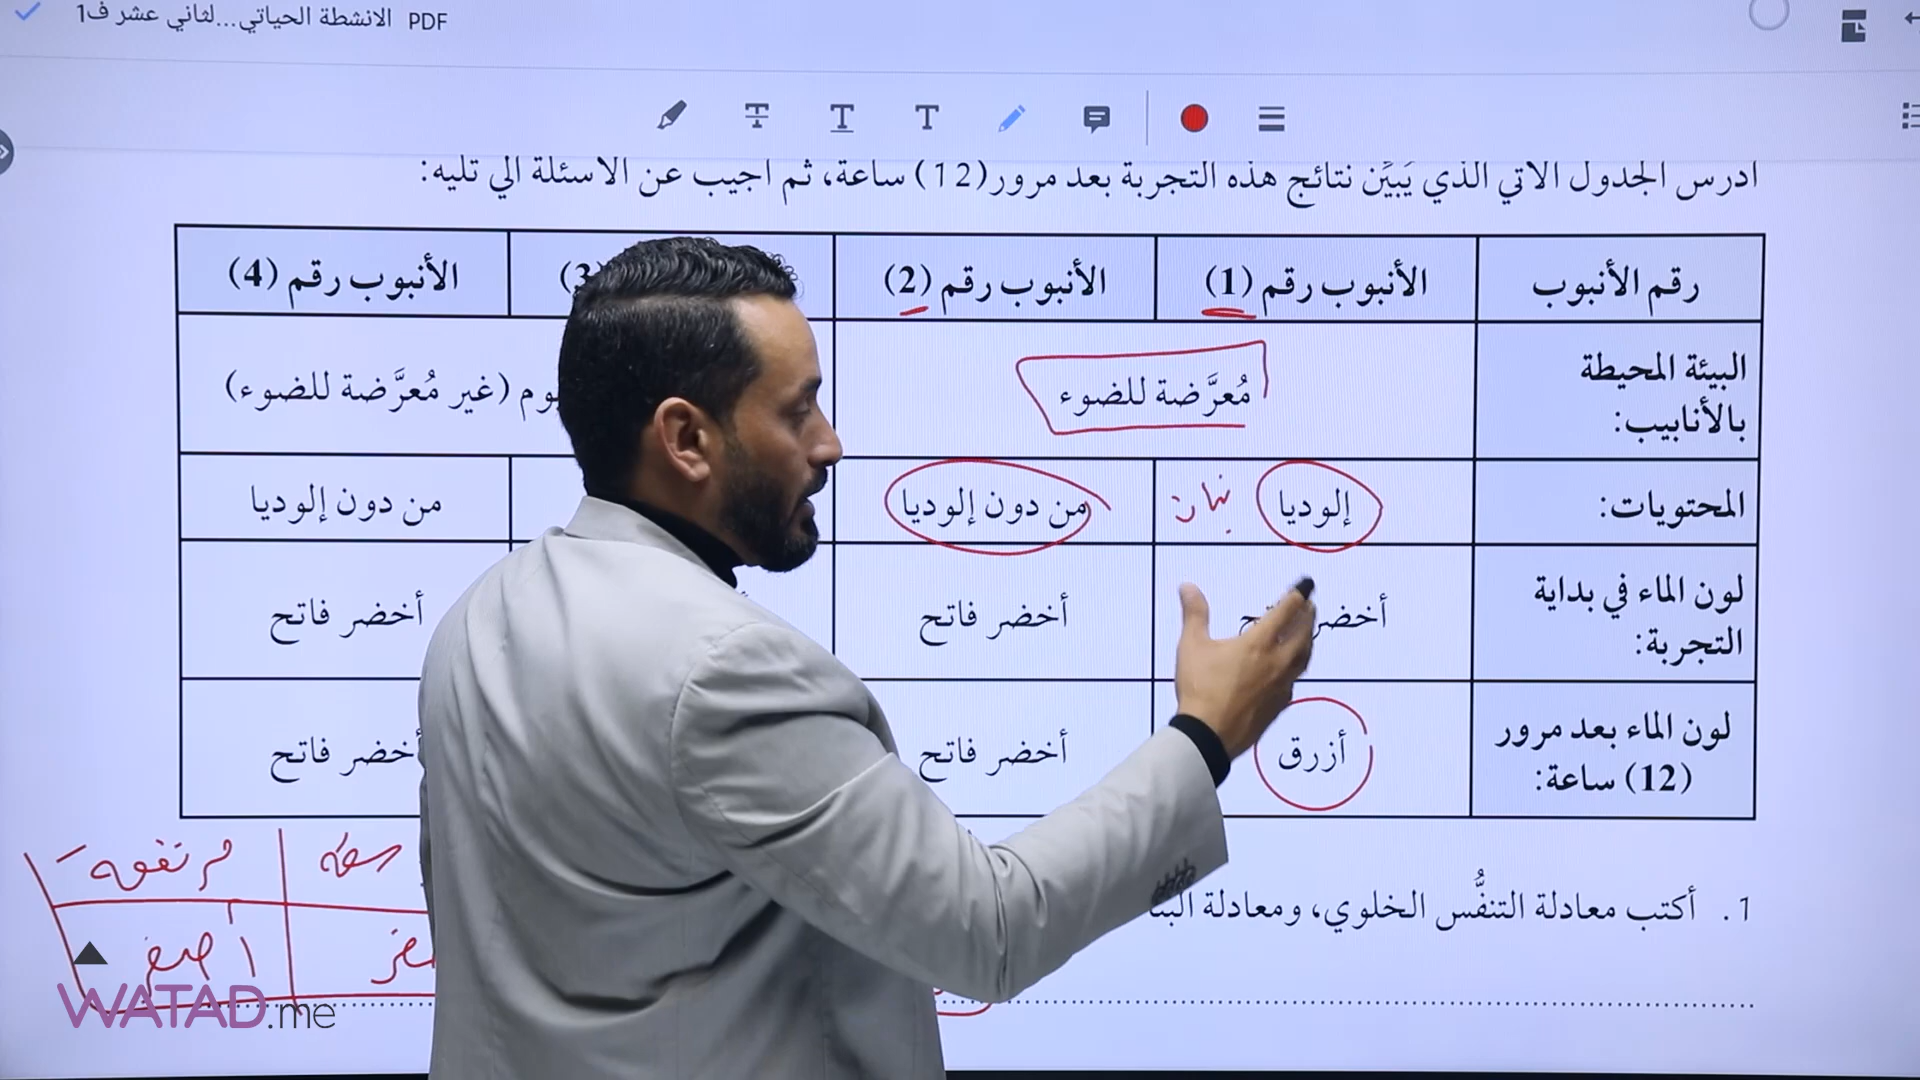 الانشطة الحياتي...لثاني عشر ف1 PDF
ادرس الجدول الاتي الذي يَبيِّن نتائج هذه التجربة بعد مرور (12) ساعة، ثم اجيب عن الاسئلة الي تليه:
رقم الأنبوب الأنبوب رقم (1) الأنبوب رقم (2) (3) الأنبوب رقم (4)
البيئة المحيطة بالأنابيب: مُعرَّضة للضوء (غير مُعرَّضة للضوء)
المحتويات: إلوديا نبات من دون إلوديا من دون إلوديا
لون الماء في بداية التجربة: أخضر فاتح أخضر فاتح أخضر فاتح
لون الماء بعد مرور (12) ساعة: أزرق أخضر فاتح أخضر فاتح
1. أكتب معادلة التنفُّس الخلوي، ومعادلة
مرتفعة
أصفر
WATAD.me